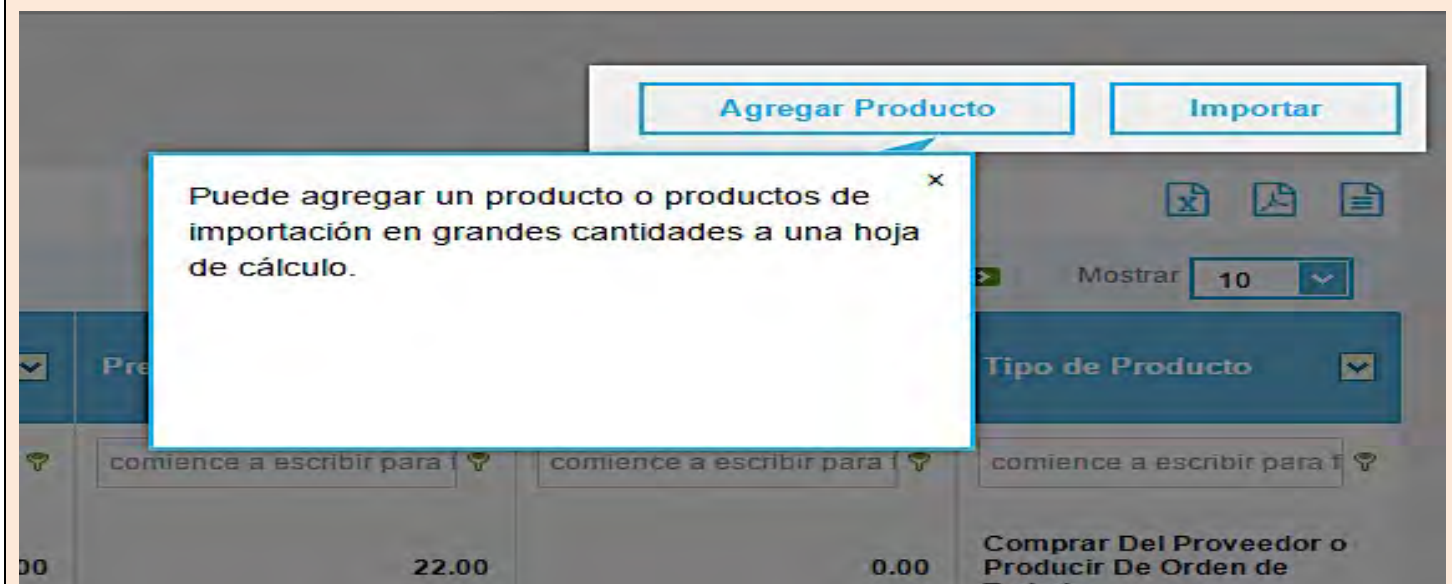 Agregar Producto Importar
Puede agregar un producto o productos de
importación en grandes cantidades a una hoja
de cálculo.
×
Mostrar 10
Tipo de Producto
comience a escribir para f comience a escribir para f comience a escribir para f
00 22.00 0.00 Comprar Del Proveedor o
Producir De Orden de